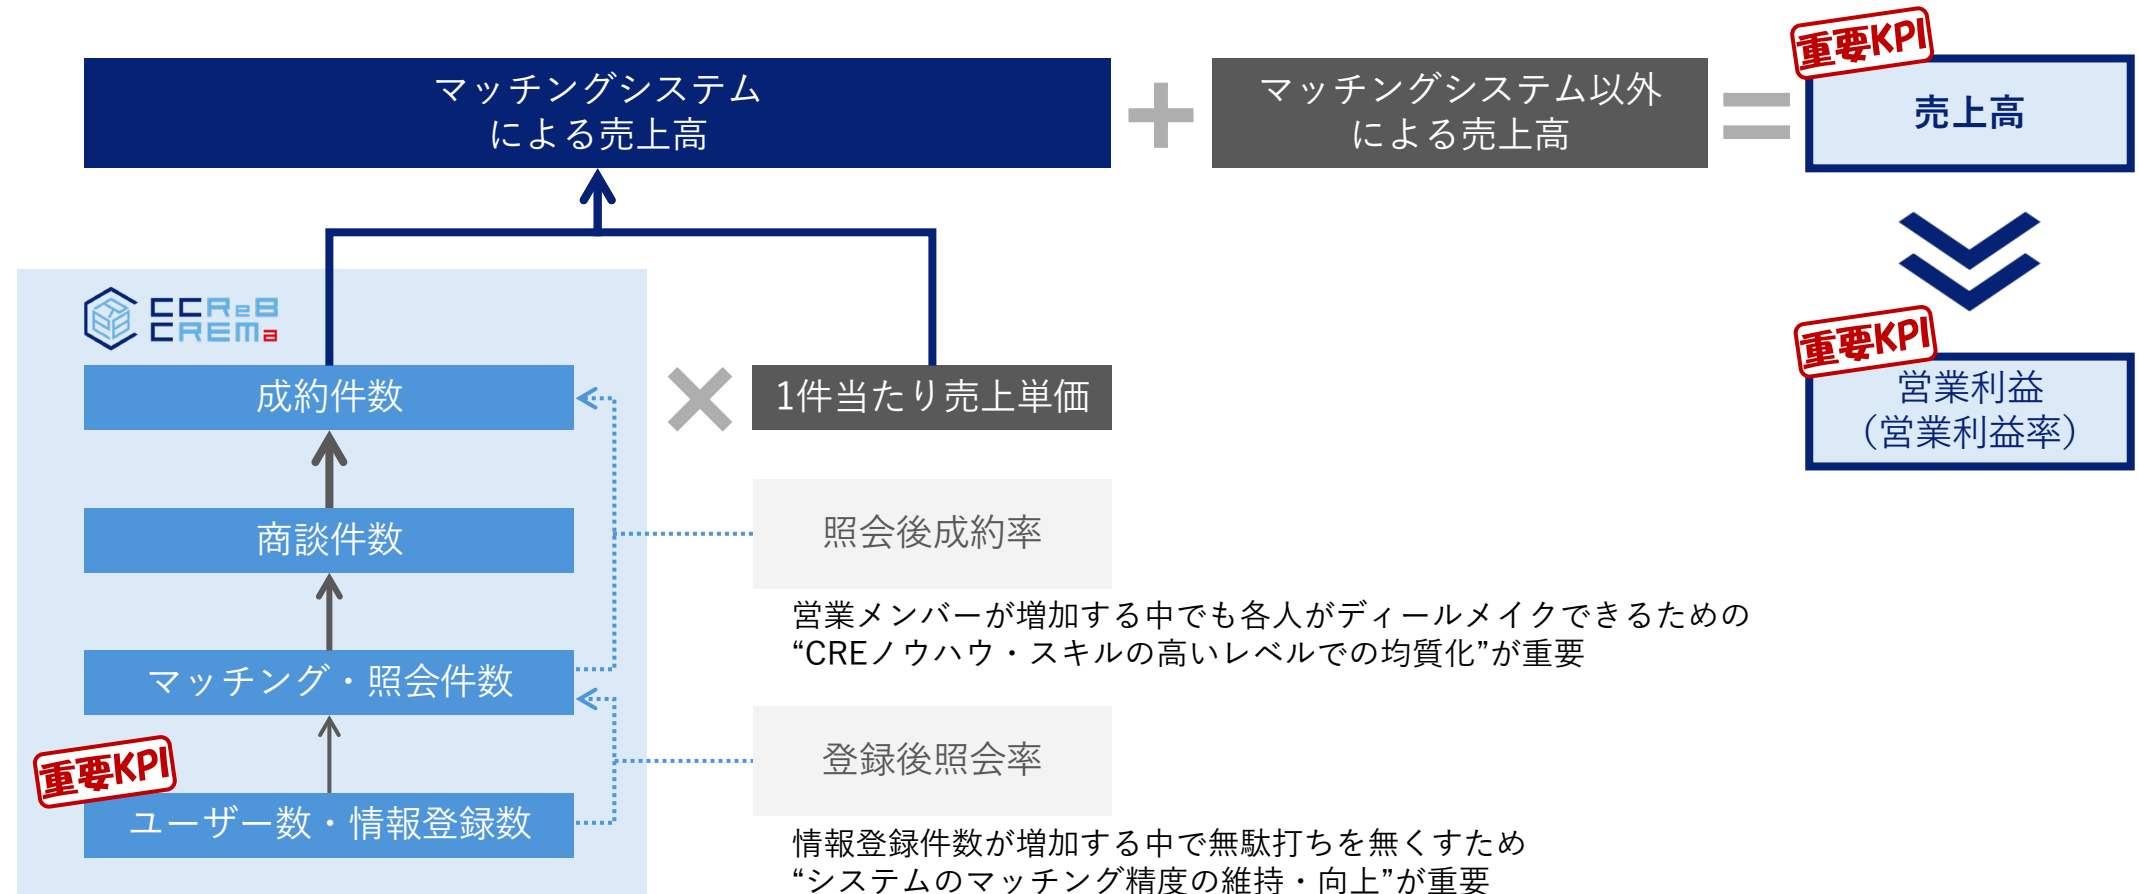 重要KPI
マッチングシステム
による売上高
+
マッチングシステム以外
による売上高
=
売上高
CCReB
CREMa
成約件数
×
1件当たり売上単価
重要KPI
営業利益
（営業利益率）
商談件数
照会後成約率
営業メンバーが増加する中でも各人がディールメイクできるための
“CREノウハウ・スキルの高いレベルでの均質化”が重要
マッチング・照会件数
登録後照会率
重要KPI
ユーザー数・情報登録数
情報登録件数が増加する中で無駄打ちを無くすため
“システムのマッチング精度の維持・向上”が重要